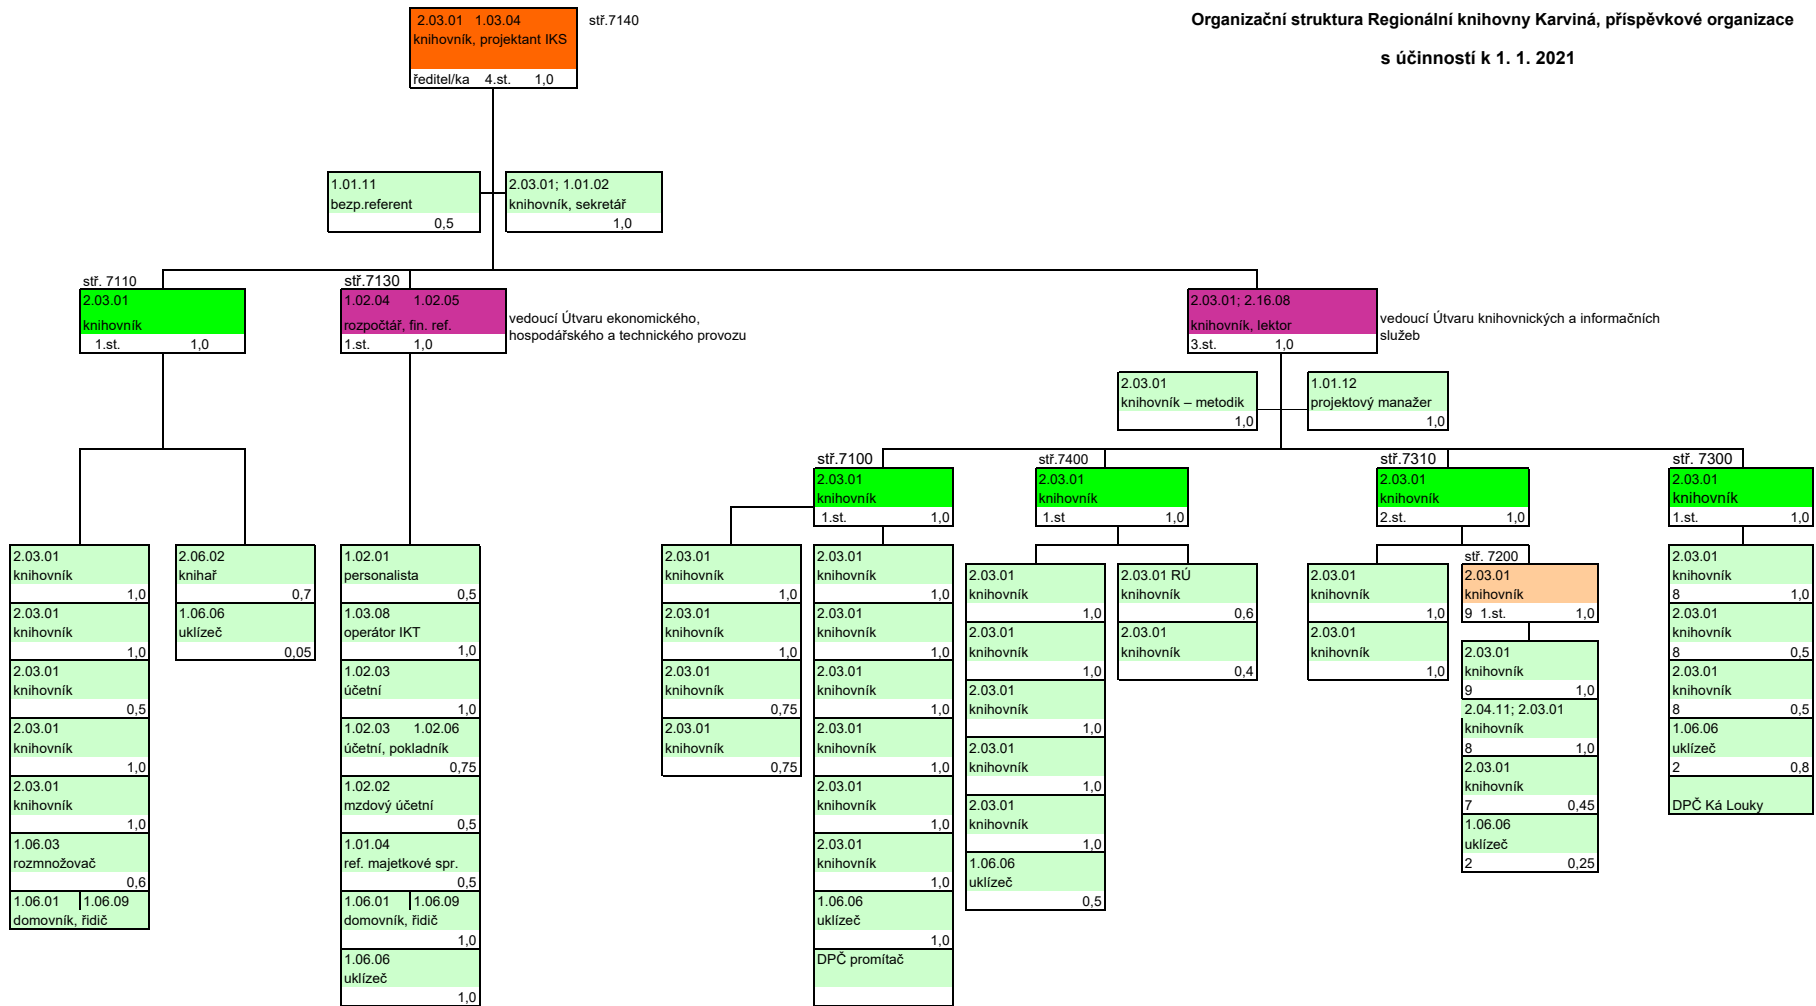 Organizační struktura Regionální knihovny Karviná, příspěvkové organizace
s účinností k 1. 1. 2021
2.03.01 1.03.04
knihovník, projektant IKS
ředitel/ka 4.st. 1,0
stř.7140
1.01.11
bezp.referent
0,5
2.03.01; 1.01.02
knihovník, sekretář
1,0
stř. 7110
2.03.01
knihovník
1.st. 1,0
stř.7130
1.02.04 1.02.05
rozpočtář, fin. ref.
1.st. 1,0
vedoucí Útvaru ekonomického,
hospodářského a technického provozu
2.03.01; 2.16.08
knihovník, lektor
3.st. 1,0
vedoucí Útvaru knihovnických a informačních
služeb
2.03.01
knihovník – metodik
1,0
1.01.12
projektový manažer
1,0
stř.7100
2.03.01
knihovník
1.st. 1,0
stř.7400
2.03.01
knihovník
1.st 1,0
stř.7310
2.03.01
knihovník
2.st. 1,0
stř. 7300
2.03.01
knihovník
1.st. 1,0
2.03.01
knihovník
1,0
2.03.01
knihovník
1,0
2.03.01
knihovník
0,5
2.03.01
knihovník
1,0
2.03.01
knihovník
1,0
1.06.03
rozmnožovač
0,6
1.06.01 1.06.09
domovník, řidič
2.06.02
knihař
0,7
1.06.06
uklízeč
0,05
1.02.01
personalista
0,5
1.03.08
operátor IKT
1,0
1.02.03
účetní
1,0
1.02.03 1.02.06
účetní, pokladník
0,75
1.02.02
mzdový účetní
0,5
1.01.04
ref. majetkové spr.
0,5
1.06.01 1.06.09
domovník, řidič
1,0
1.06.06
uklízeč
1,0
2.03.01
knihovník
1,0
2.03.01
knihovník
1,0
2.03.01
knihovník
0,75
2.03.01
knihovník
0,75
2.03.01
knihovník
1,0
2.03.01
knihovník
1,0
2.03.01
knihovník
1,0
2.03.01
knihovník
1,0
2.03.01
knihovník
1,0
2.03.01
knihovník
1,0
1.06.06
uklízeč
1,0
DPČ promítač
2.03.01
knihovník
1,0
2.03.01
knihovník
1,0
2.03.01
knihovník
1,0
2.03.01
knihovník
1,0
2.03.01
knihovník
1,0
1.06.06
uklízeč
0,5
2.03.01 RÚ
knihovník
0,6
2.03.01
knihovník
0,4
2.03.01
knihovník
1,0
2.03.01
knihovník
1,0
stř. 7200
2.03.01
knihovník
9 1.st. 1,0
2.03.01
knihovník
9 1,0
2.04.11; 2.03.01
knihovník
8 1,0
2.03.01
knihovník
7 0,45
1.06.06
uklízeč
2 0,25
2.03.01
knihovník
8 1,0
2.03.01
knihovník
8 0,5
2.03.01
knihovník
8 0,5
1.06.06
uklízeč
2 0,8
DPČ Ká Louky